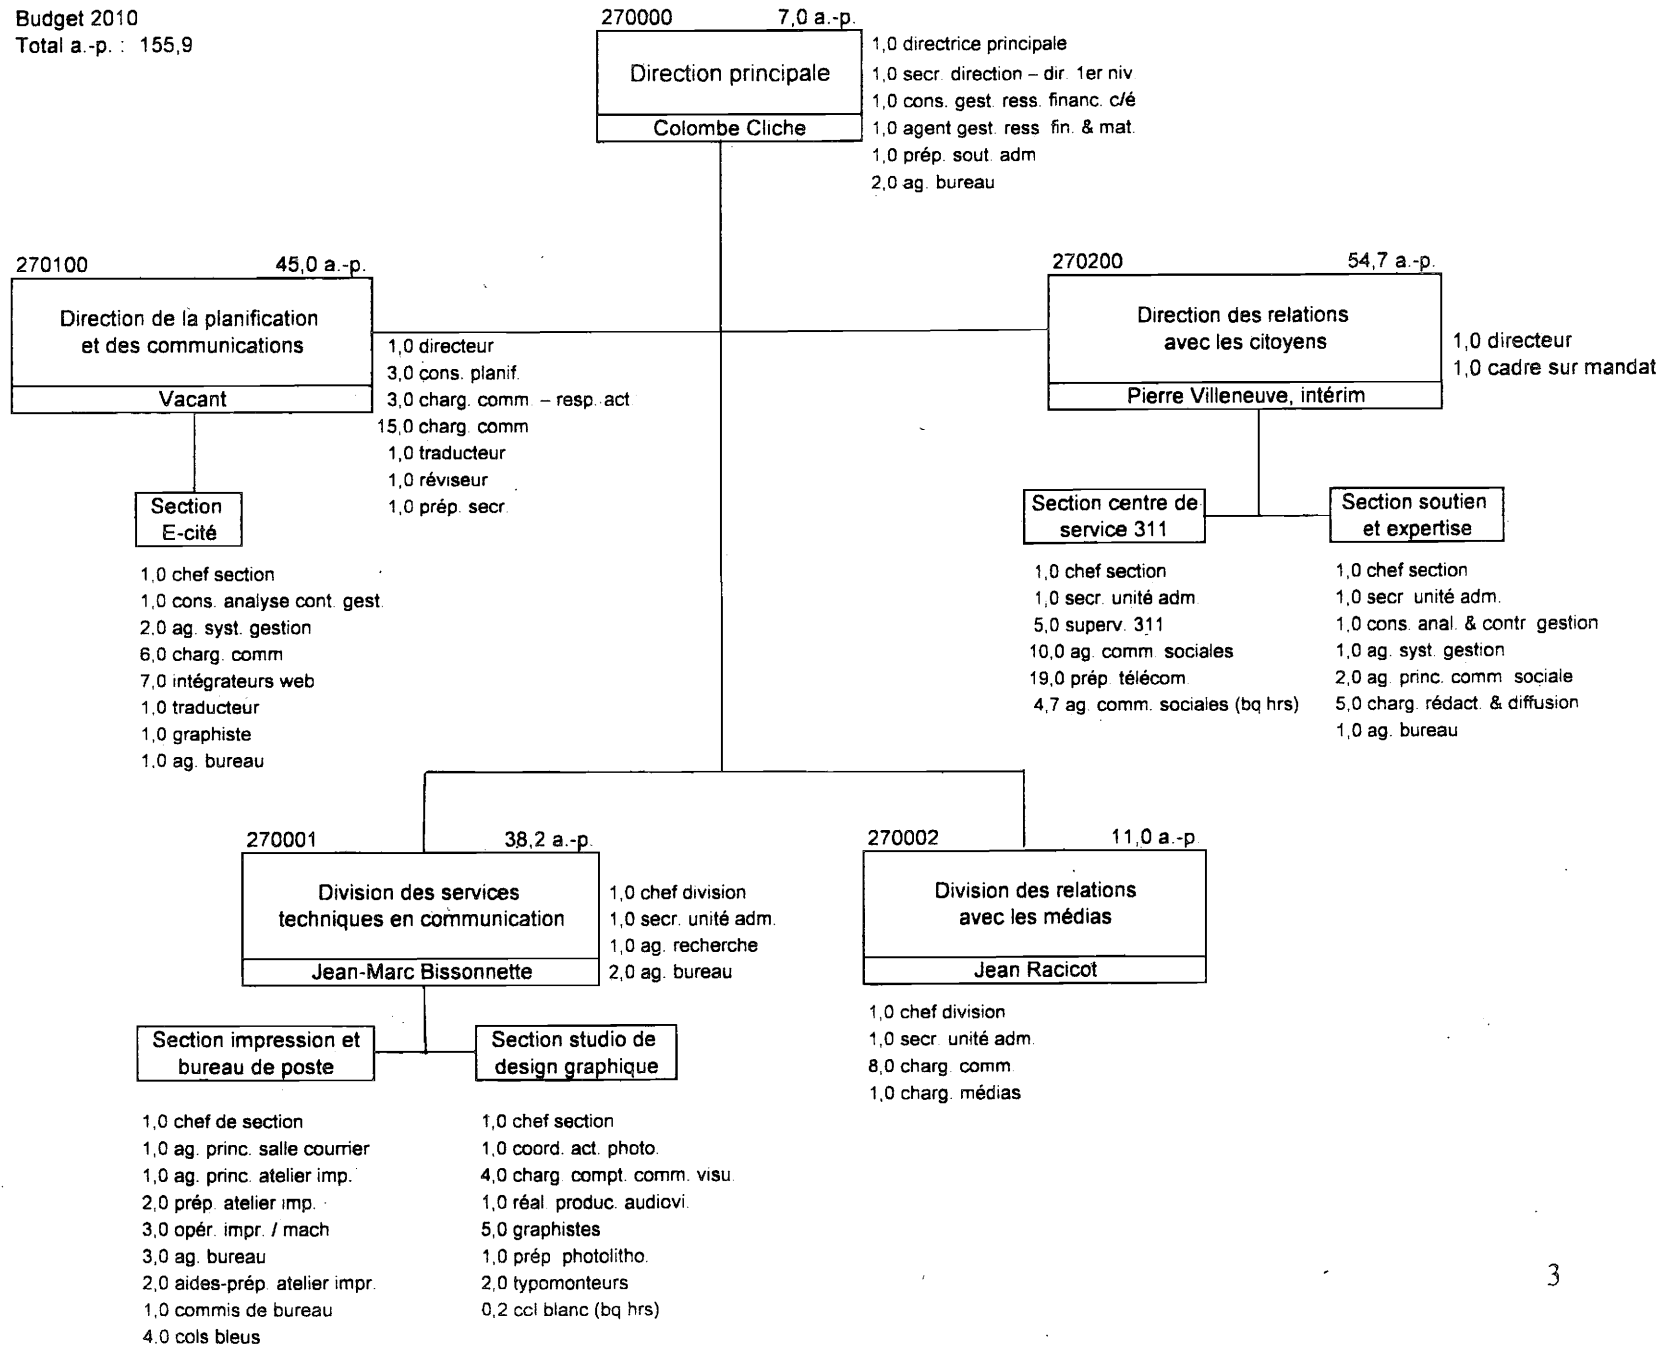 Budget 2010
Total a.-p. : 155,9
270000 7,0 a.-p.
Direction principale
Colombe Cliche
1,0 directrice principale
1,0 secr. direction – dir. 1er niv.
1,0 cons. gest. ress. financ. c/é
1,0 agent gest. ress fin. & mat.
1,0 prép. sout. adm
2,0 ag. bureau
270100 45,0 a.-p.
Direction de la planification
et des communications
Vacant
1,0 directeur
3,0 cons. planif.
3,0 charg. comm – resp. act
15,0 charg. comm
1,0 traducteur
1,0 réviseur
1,0 prép. secr.
Section
E-cité
1,0 chef section
1,0 cons. analyse cont. gest.
2,0 ag. syst. gestion
6,0 charg. comm
7,0 intégrateurs web
1,0 traducteur
1,0 graphiste
1,0 ag. bureau
270200 54,7 a.-p.
Direction des relations
avec les citoyens
Pierre Villeneuve, intérim
1,0 directeur
1,0 cadre sur mandat
Section centre de
service 311
1,0 chef section
1,0 secr. unité adm.
5,0 superv. 311
10,0 ag. comm. sociales
19,0 prép. télécom.
4,7 ag. comm. sociales (bq hrs)
Section soutien
et expertise
1,0 chef section
1,0 secr unité adm.
1,0 cons. anal. & contr gestion
1,0 ag. syst. gestion
2,0 ag. princ. comm sociale
5,0 charg. rédact. & diffusion
1,0 ag. bureau
270001 38,2 a.-p.
Division des services
techniques en communication
Jean-Marc Bissonnette
1,0 chef division
1,0 secr. unité adm.
1,0 ag. recherche
2,0 ag. bureau
Section impression et
bureau de poste
1,0 chef de section
1,0 ag. princ. salle courrier
1,0 ag. princ. atelier imp.
2,0 prép. atelier imp.
3,0 opér. impr. / mach
3,0 ag. bureau
2,0 aides-prép. atelier impr.
1,0 commis de bureau
4.0 cols bleus
Section studio de
design graphique
1,0 chef section
1,0 coord. act. photo.
4,0 charg. compt. comm. visu.
1,0 réal. produc. audiovi.
5,0 graphistes
1,0 prép photolitho.
2,0 typomonteurs
0,2 ccl blanc (bq hrs)
270002 11,0 a.-p.
Division des relations
avec les médias
Jean Racicot
1,0 chef division
1,0 secr. unité adm.
8,0 charg. comm.
1,0 charg. médias
3